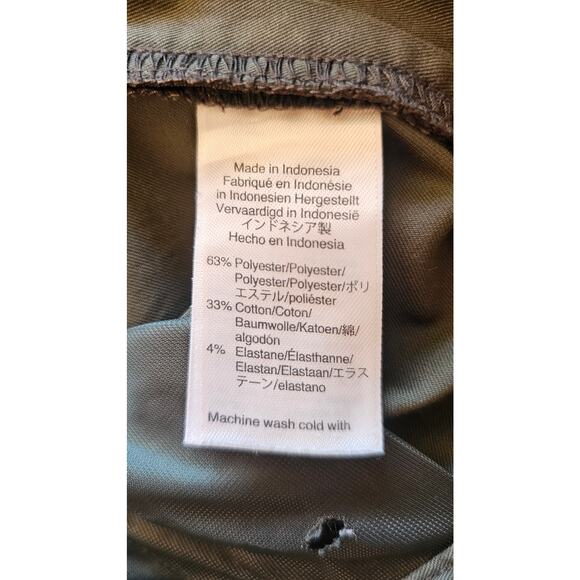 Made in Indonesia
Fabriqué en Indonésie
in Indonesien Hergestellt
Vervaardigd in Indonesië
インドネシア製
Hecho en Indonesia
63% Polyester/Polyester/
Polyester/Polyester/ポリ
エステル/poliéster
33% Cotton/Coton/
Baumwolle/Katoen/綿/
algodón
4% Elastane/Élasthanne/
Elastan/Elastaan/エラス
テーン/elastano
Machine wash cold with